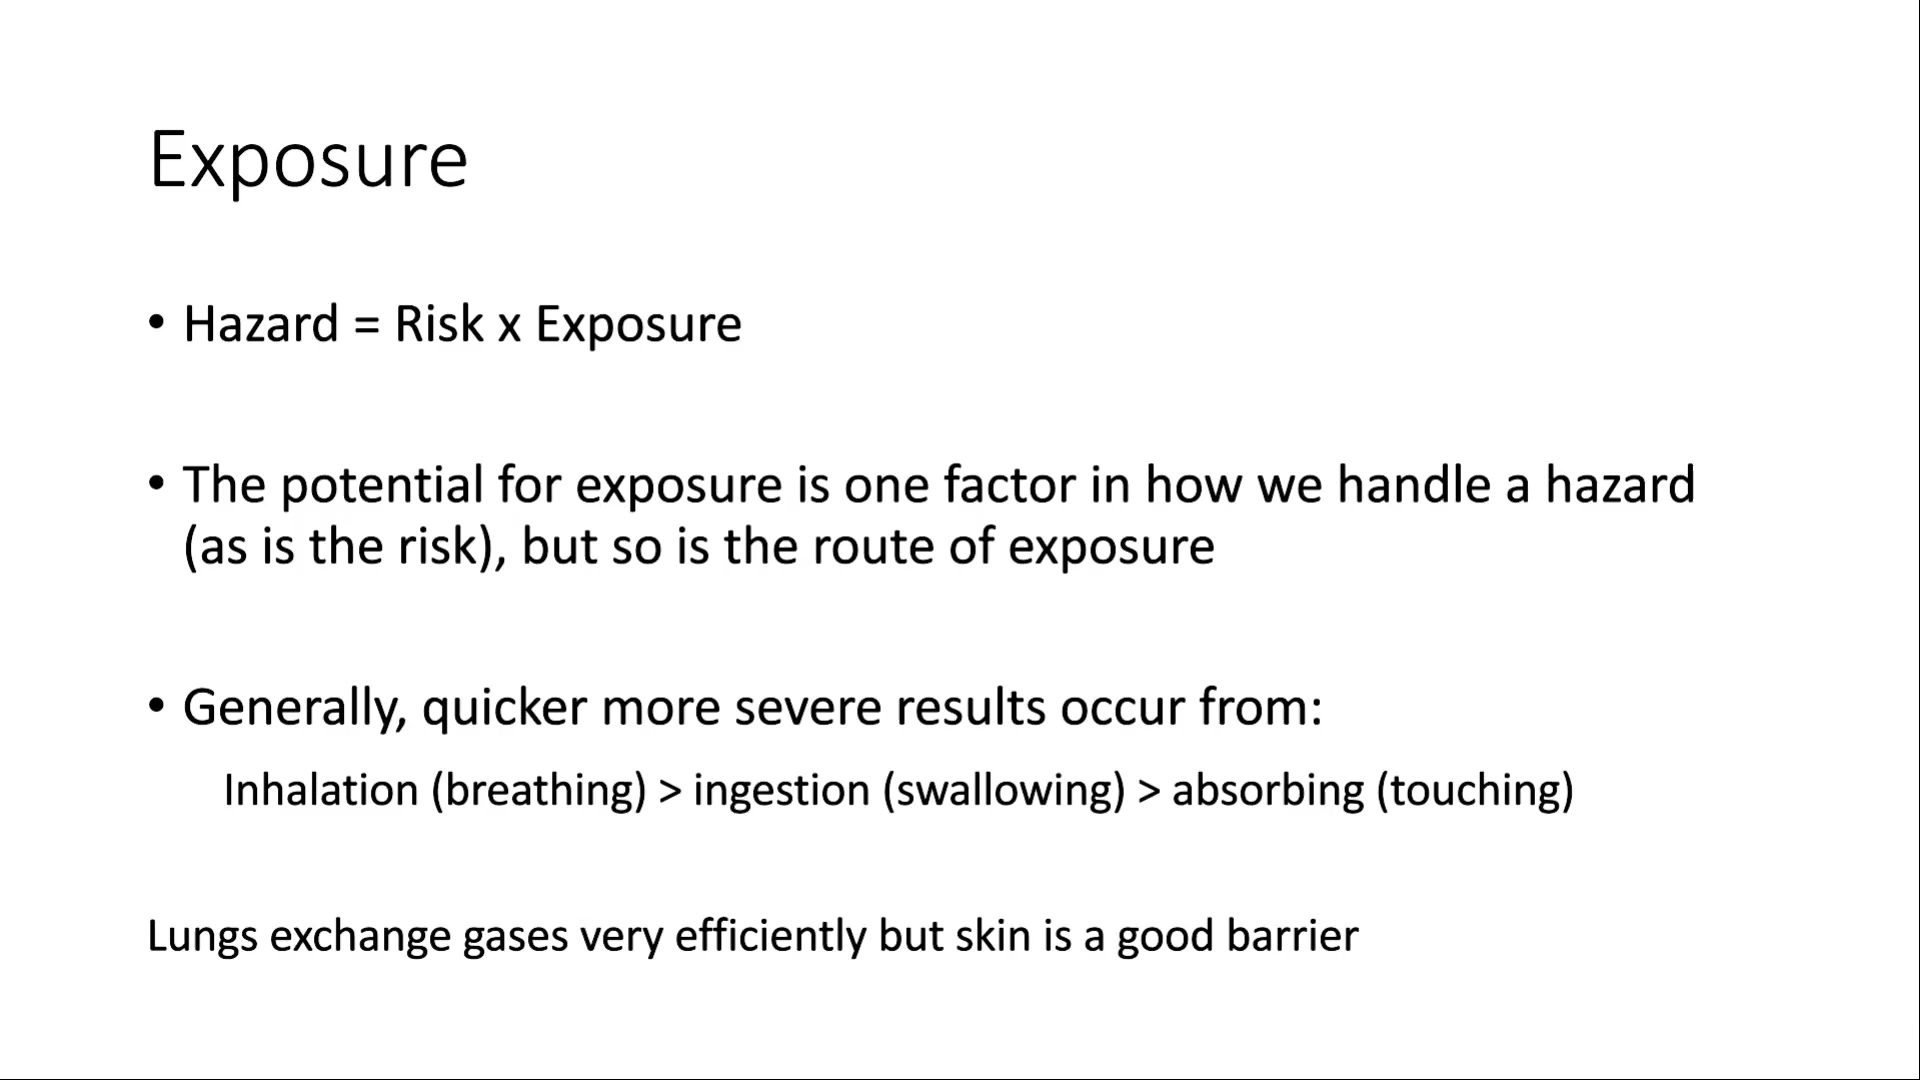 Exposure
• Hazard = Risk x Exposure
• The potential for exposure is one factor in how we handle a hazard
(as is the risk), but so is the route of exposure
• Generally, quicker more severe results occur from:
Inhalation (breathing) > ingestion (swallowing) > absorbing (touching)
Lungs exchange gases very efficiently but skin is a good barrier